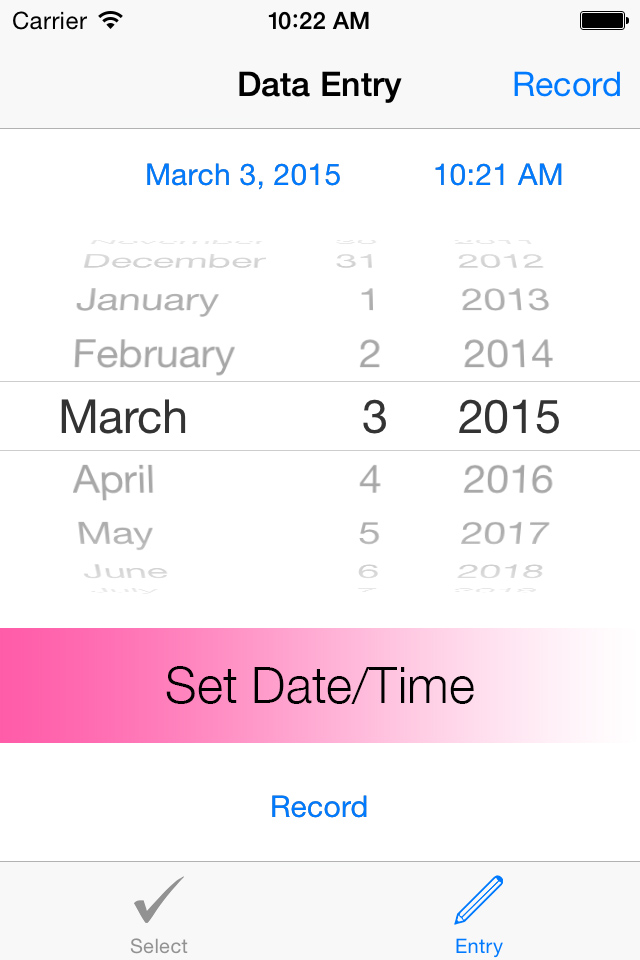 Carrier 10:22 AM
Data Entry Record
March 3, 2015 10:21 AM
December 31 2012
January 1 2013
February 2 2014
March 3 2015
April 4 2016
May 5 2017
June 6 2018
Set Date/Time
Record
Select Entry